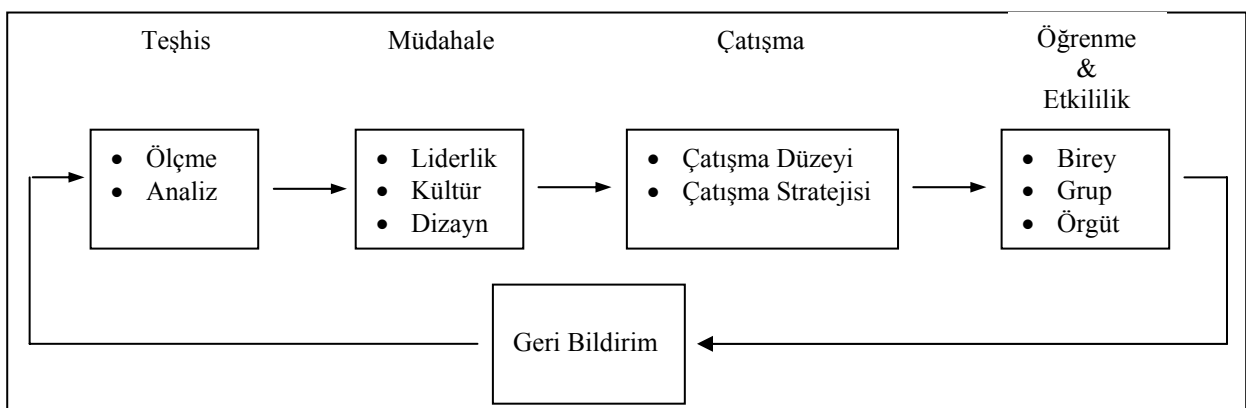 Teşhis
Müdahale
Çatışma
Öğrenme
&
Etkililik
• Ölçme
• Analiz
• Liderlik
• Kültür
• Dizayn
• Çatışma Düzeyi
• Çatışma Stratejisi
• Birey
• Grup
• Örgüt
Geri Bildirim